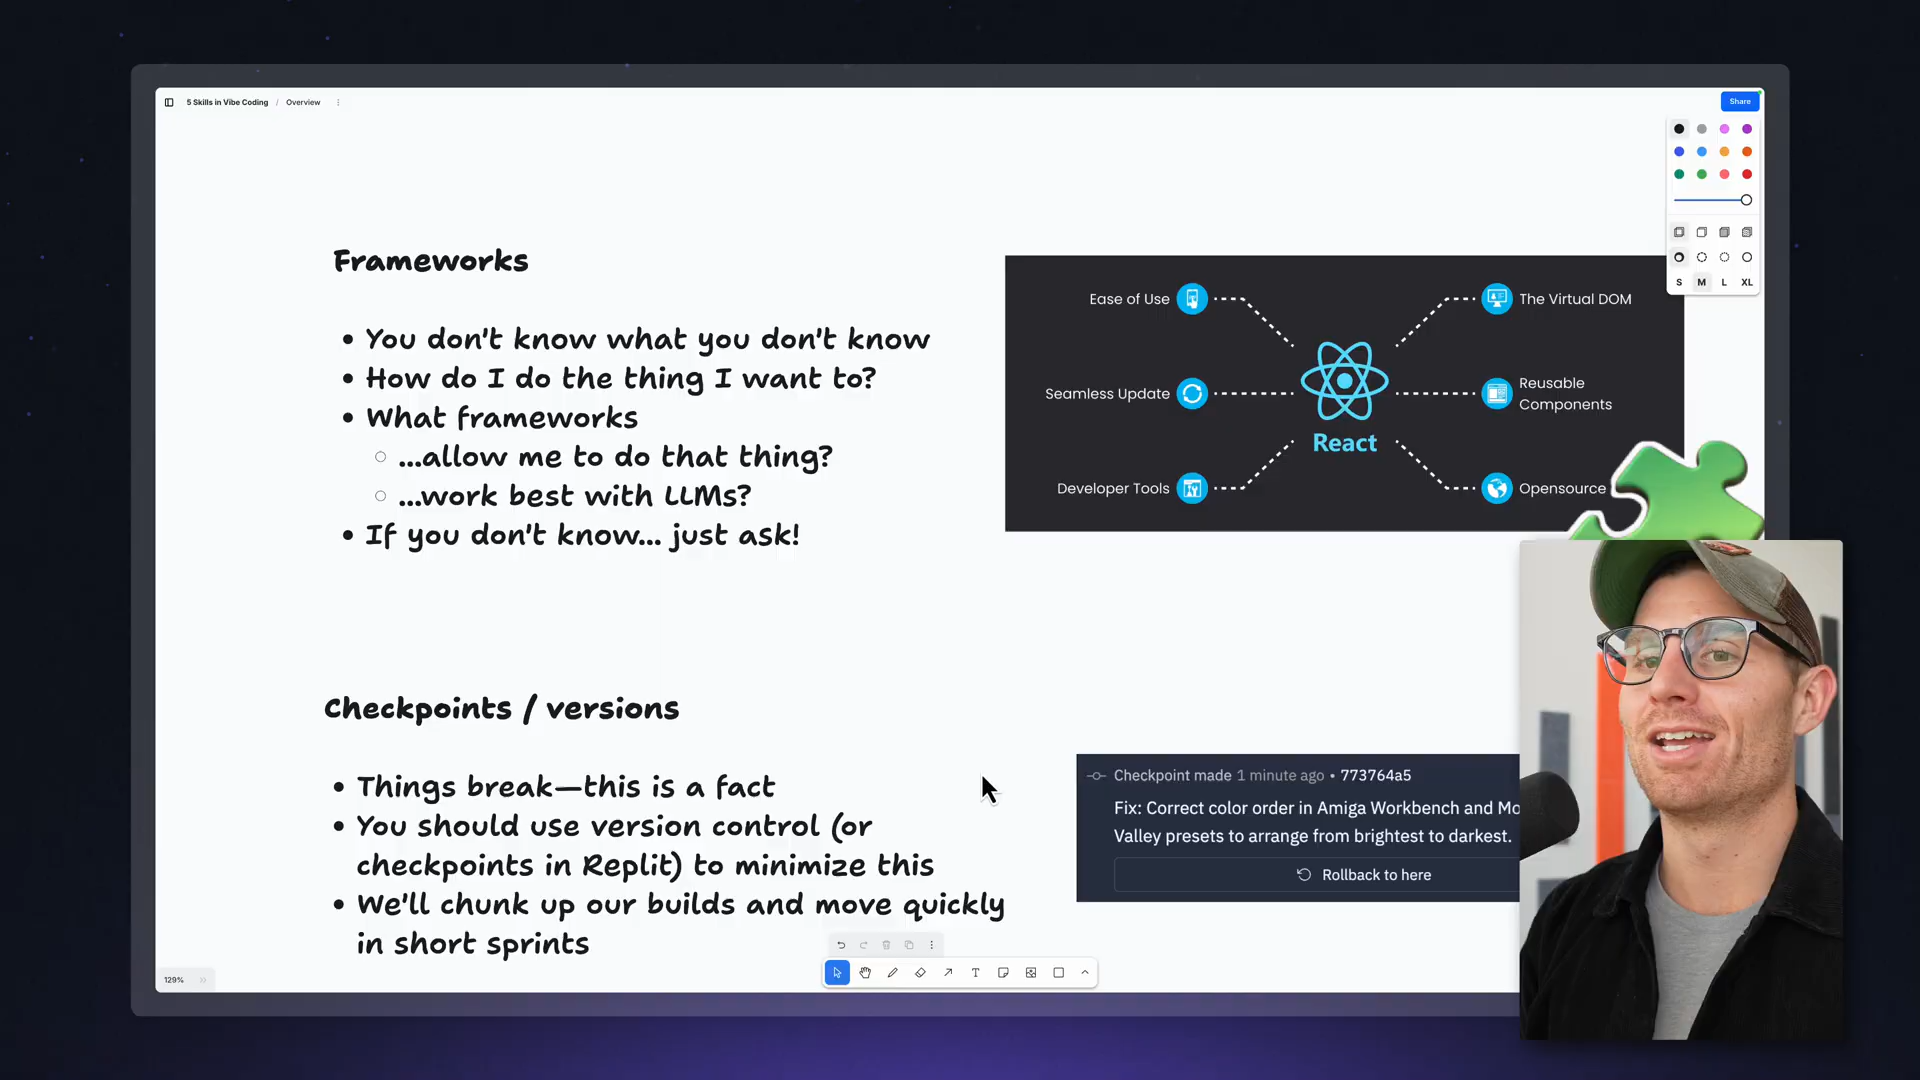 5 Skills in Vibe Coding / Overview
Share
S M L XL
Frameworks
• You don't know what you don't know
• How do I do the thing I want to?
• What frameworks
○ ...allow me to do that thing?
○ ...work best with LLMs?
• If you don't know... just ask!
Ease of Use
The Virtual DOM
Seamless Update
Reusable
Components
React
Developer Tools
Opensource
Checkpoints / versions
• Things break—this is a fact
• You should use version control (or
checkpoints in Replit) to minimize this
• We'll chunk up our builds and move quickly
in short sprints
Checkpoint made 1 minute ago • 773764a5
Fix: Correct color order in Amiga Workbench and Mo
Valley presets to arrange from brightest to darkest.
Rollback to here
T
129%